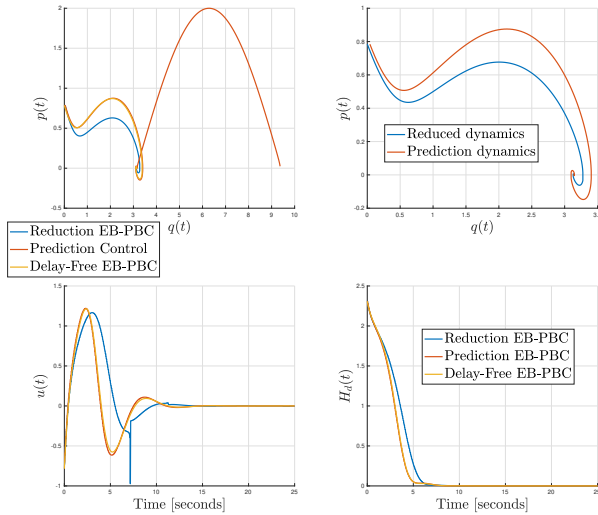 2
1.5
1
0.5
0
-0.5
p(t)
0 1 2 3 4 5 6 7 8 9 10
q(t)
Reduction EB-PBC
Prediction Control
Delay-Free EB-PBC
1
0.8
0.6
0.4
0.2
0
-0.2
p(t)
0 0.5 1 1.5 2 2.5 3 3.5
q(t)
Reduced dynamics
Prediction dynamics
1.5
1
0.5
0
-0.5
-1
u(t)
0 5 10 15 20 25
Time [seconds]
2.5
2
1.5
1
0.5
0
H_d(t)
0 5 10 15 20 25
Time [seconds]
Reduction EB-PBC
Prediction EB-PBC
Delay-Free EB-PBC